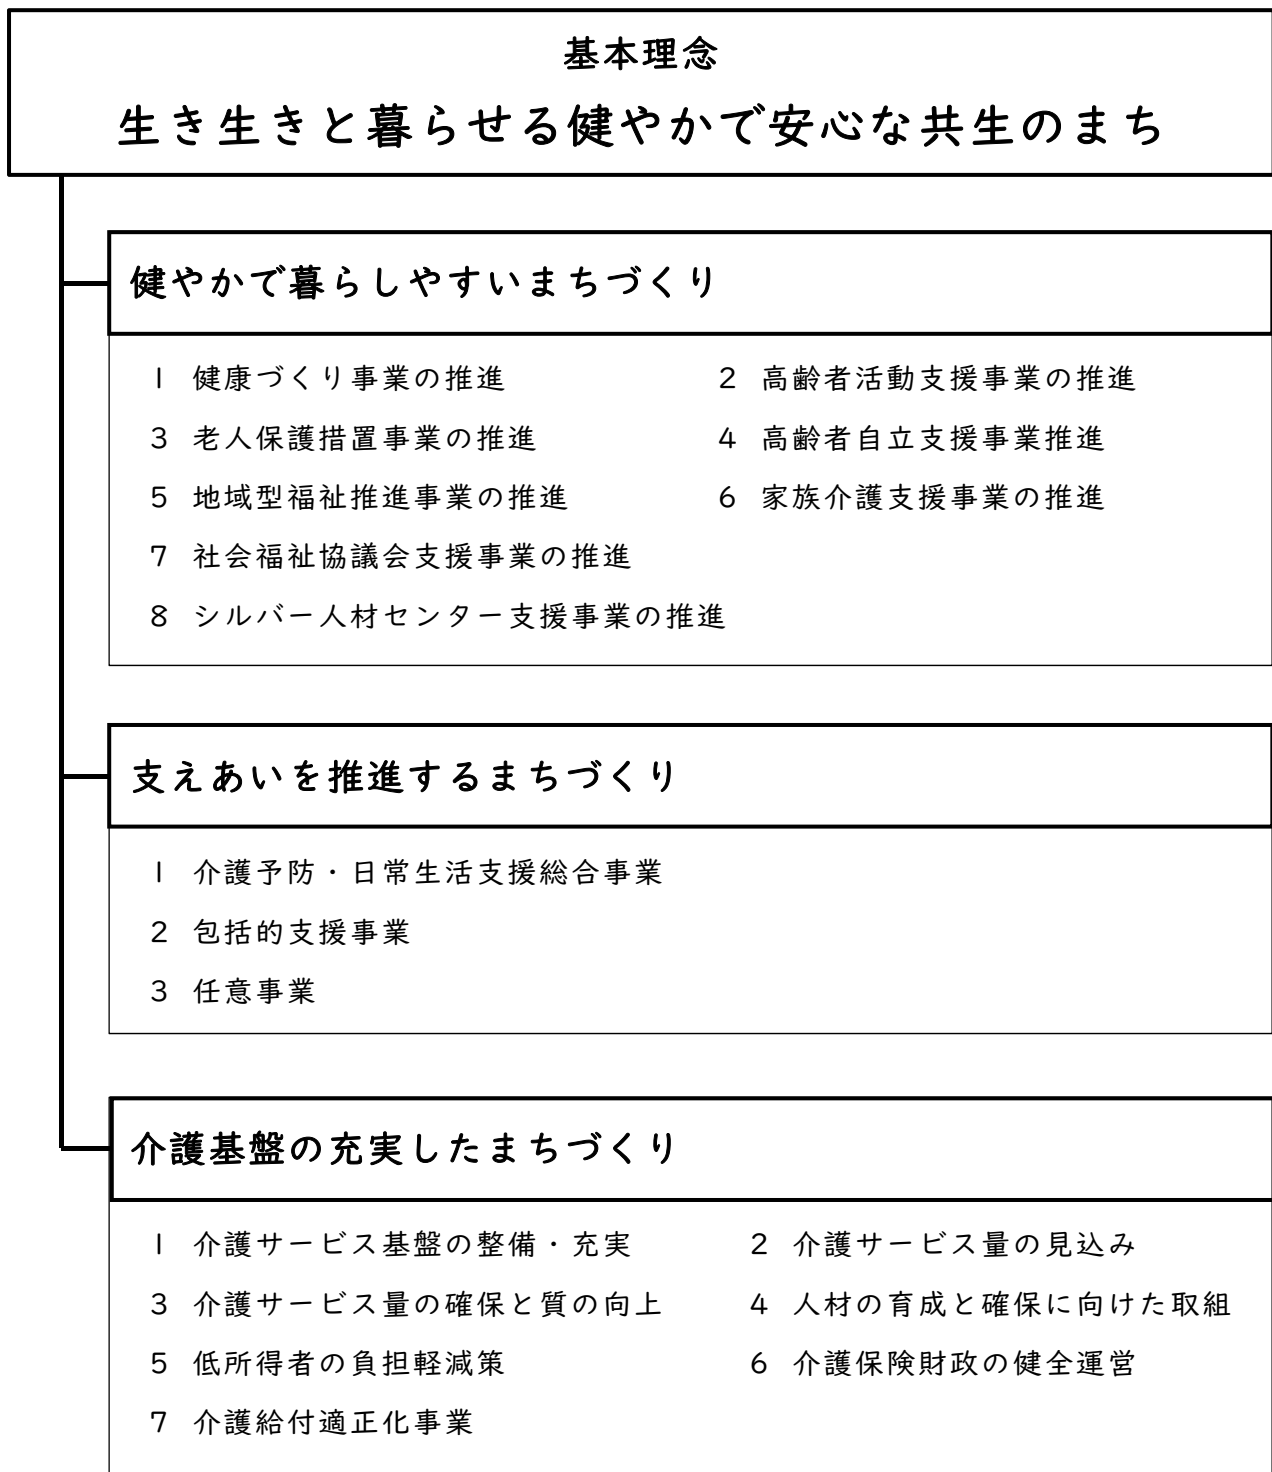 基本理念
生き生きと暮らせる健やかで安心な共生のまち
健やかで暮らしやすいまちづくり
1 健康づくり事業の推進 2 高齢者活動支援事業の推進
3 老人保護措置事業の推進 4 高齢者自立支援事業推進
5 地域型福祉推進事業の推進 6 家族介護支援事業の推進
7 社会福祉協議会支援事業の推進
8 シルバー人材センター支援事業の推進
支えあいを推進するまちづくり
1 介護予防・日常生活支援総合事業
2 包括的支援事業
3 任意事業
介護基盤の充実したまちづくり
1 介護サービス基盤の整備・充実 2 介護サービス量の見込み
3 介護サービス量の確保と質の向上 4 人材の育成と確保に向けた取組
5 低所得者の負担軽減策 6 介護保険財政の健全運営
7 介護給付適正化事業